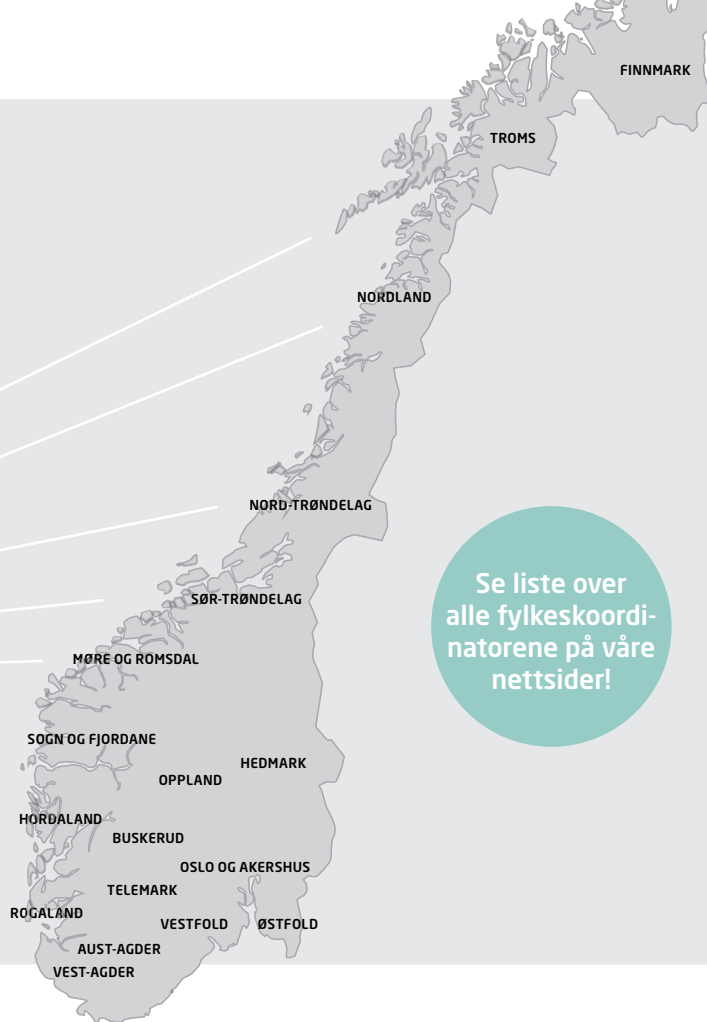 FINNMARK
TROMS
NORDLAND
NORD-TRØNDELAG
SØR-TRØNDELAG
MØRE OG ROMSDAL
SOGN OG FJORDANE
HEDMARK
OPPLAND
HORDALAND
BUSKERUD
OSLO OG AKERSHUS
TELEMARK
ROGALAND
VESTFOLD
ØSTFOLD
AUST-AGDER
VEST-AGDER
Se liste over
alle fylkeskoordi-
natorene på våre
nettsider!